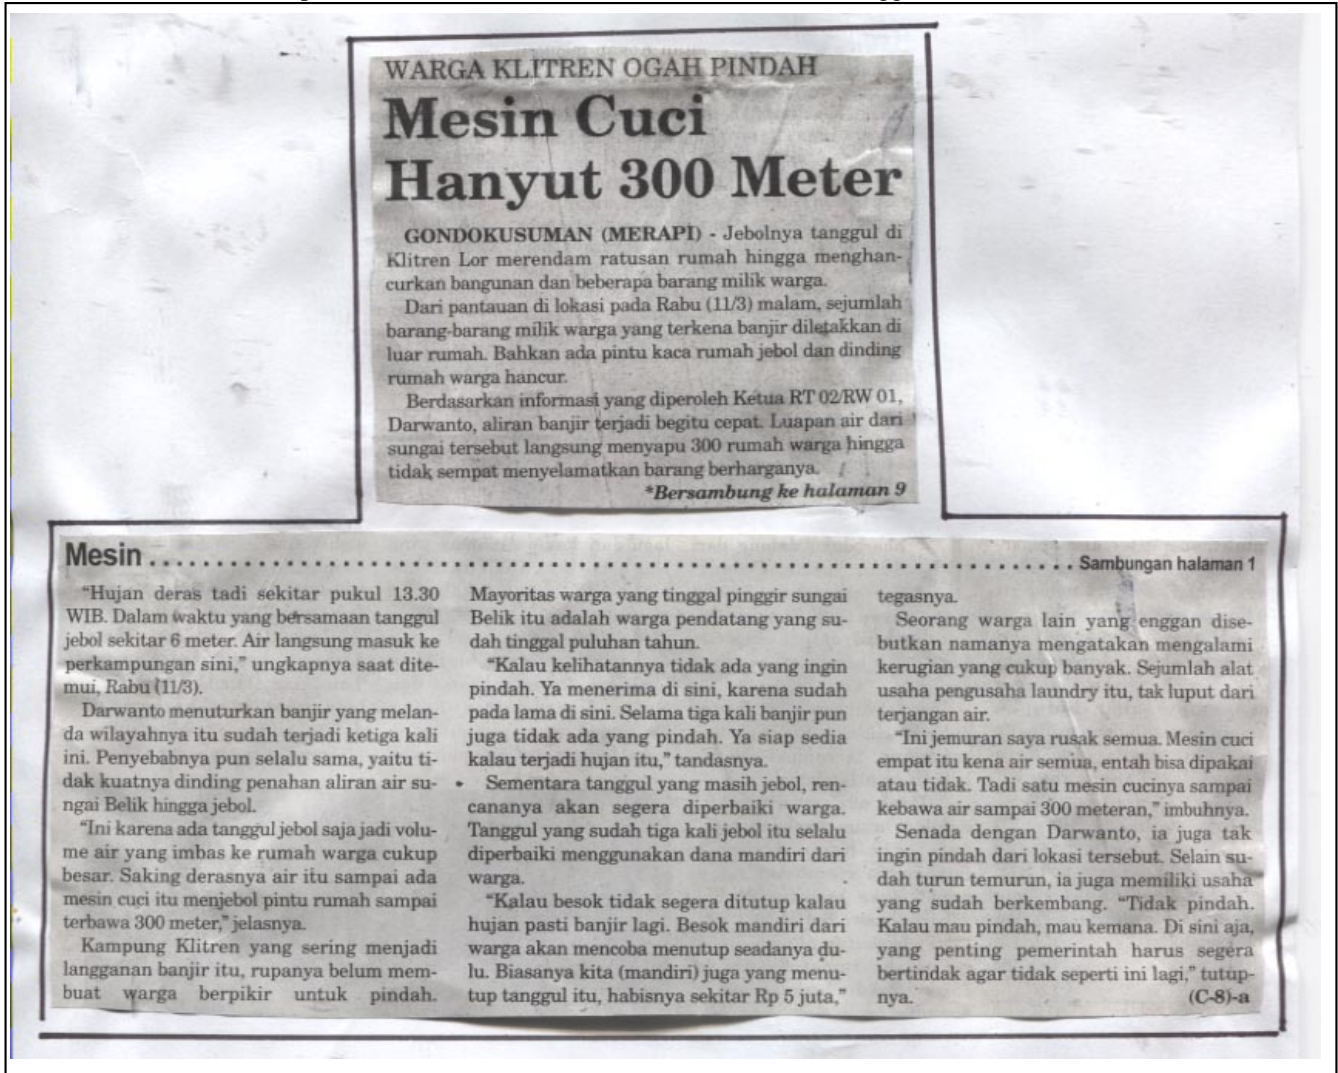 WARGA KLITREN OGAH PINDAH
Mesin Cuci
Hanyut 300 Meter
GONDOKUSUMAN (MERAPI) - Jebolnya tanggul di
Klitren Lor merendam ratusan rumah hingga menghan-
curkan bangunan dan beberapa barang milik warga.
Dari pantauan di lokasi pada Rabu (11/3) malam, sejumlah
barang-barang milik warga yang terkena banjir diletakkan di
luar rumah. Bahkan ada pintu kaca rumah jebol dan dinding
rumah warga hancur.
Berdasarkan informasi yang diperoleh Ketua RT 02/RW 01,
Darwanto, aliran banjir terjadi begitu cepat. Luapan air dari
sungai tersebut langsung menyapu 300 rumah warga hingga
tidak sempat menyelamatkan barang berharganya.
*Bersambung ke halaman 9
Mesin ........................................ Sambungan halaman 1
"Hujan deras tadi sekitar pukul 13.30
WIB. Dalam waktu yang bersamaan tanggul
jebol sekitar 6 meter. Air langsung masuk ke
perkampungan sini," ungkapnya saat dite-
mui, Rabu (11/3).
Darwanto menuturkan banjir yang melan-
da wilayahnya itu sudah terjadi ketiga kali
ini. Penyebabnya pun selalu sama, yaitu ti-
dak kuatnya dinding penahan aliran air su-
ngai Belik hingga jebol.
"Ini karena ada tanggul jebol saja jadi volu-
me air yang imbas ke rumah warga cukup
besar. Saking derasnya air itu sampai ada
mesin cuci itu menjebol pintu rumah sampai
terbawa 300 meter," jelasnya.
Kampung Klitren yang sering menjadi
langganan banjir itu, rupanya belum mem-
buat warga berpikir untuk pindah.
Mayoritas warga yang tinggal pinggir sungai
Belik itu adalah warga pendatang yang su-
dah tinggal puluhan tahun.
"Kalau kelihatannya tidak ada yang ingin
pindah. Ya menerima di sini, karena sudah
pada lama di sini. Selama tiga kali banjir pun
juga tidak ada yang pindah. Ya siap sedia
kalau terjadi hujan itu," tandasnya.
Sementara tanggul yang masih jebol, ren-
cananya akan segera diperbaiki warga.
Tanggul yang sudah tiga kali jebol itu selalu
diperbaiki menggunakan dana mandiri dari
warga.
"Kalau besok tidak segera ditutup kalau
hujan pasti banjir lagi. Besok mandiri dari
warga akan mencoba menutup seadanya du-
lu. Biasanya kita (mandiri) juga yang menu-
tup tanggul itu, habisnya sekitar Rp 5 juta,"
tegasnya.
Seorang warga lain yang enggan dise-
butkan namanya mengatakan mengalami
kerugian yang cukup banyak. Sejumlah alat
usaha pengusaha laundry itu, tak luput dari
terjangan air.
"Ini jemuran saya rusak semua. Mesin cuci
empat itu kena air semua, entah bisa dipakai
atau tidak. Tadi satu mesin cucinya sampai
kebawa air sampai 300 meteran," imbuhnya.
Senada dengan Darwanto, ia juga tak
ingin pindah dari lokasi tersebut. Selain su-
dah turun temurun, ia juga memiliki usaha
yang sudah berkembang. "Tidak pindah.
Kalau mau pindah, mau kemana. Di sini aja,
yang penting pemerintah harus segera
bertindak agar tidak seperti ini lagi," tutup-
nya. (C-8)-a